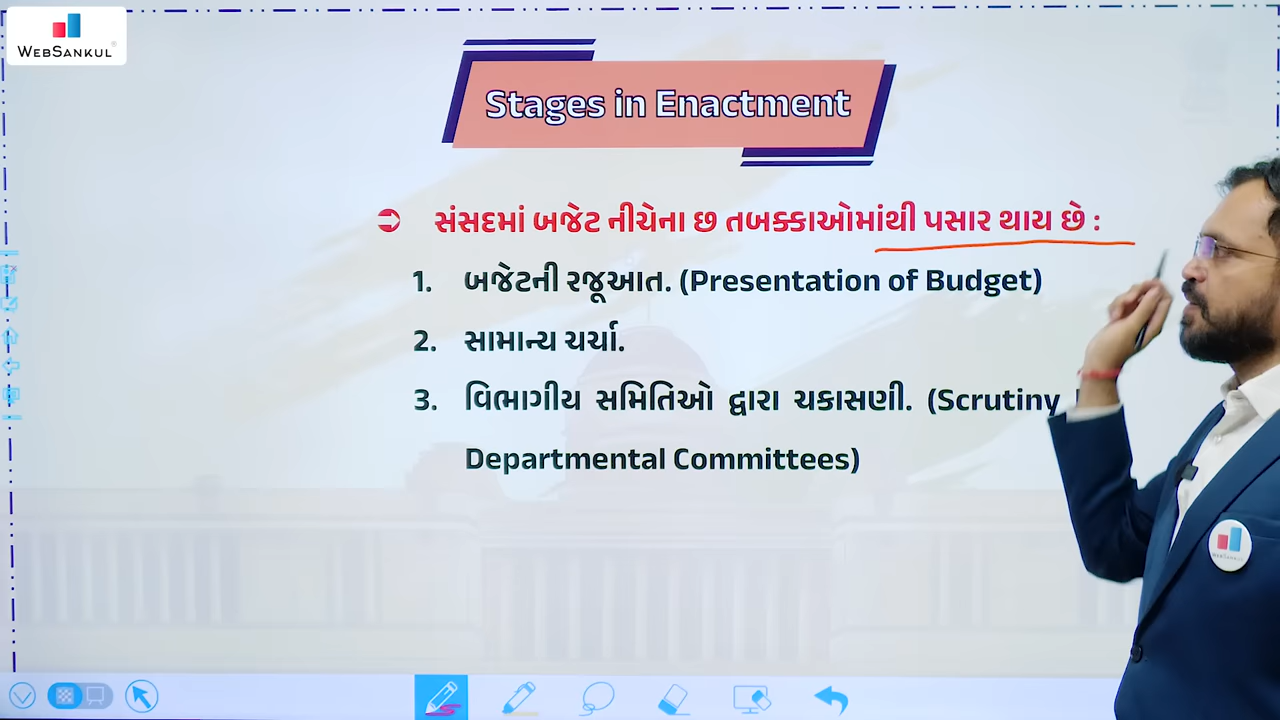 WEBSANKUL
Stages in Enactment
સંસદમાં બજેટ નીચેના છ તબક્કાઓમાંથી પસાર થાય છે :
1. બજેટની રજૂઆત. (Presentation of Budget)
2. સામાન્ય ચર્ચા.
3. વિભાગીય સમિતિઓ દ્વારા ચકાસણી. (Scrutiny
Departmental Committees)
WEBSANKUL